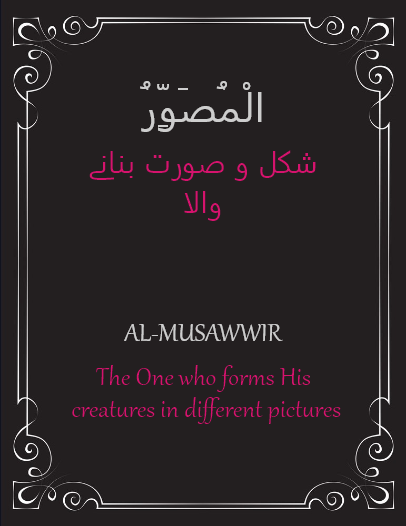 الْمُصَوِّرُ
شکل و صورت بنانے
والا
AL-MUSAWWIR
The One who forms His
creatures in different pictures